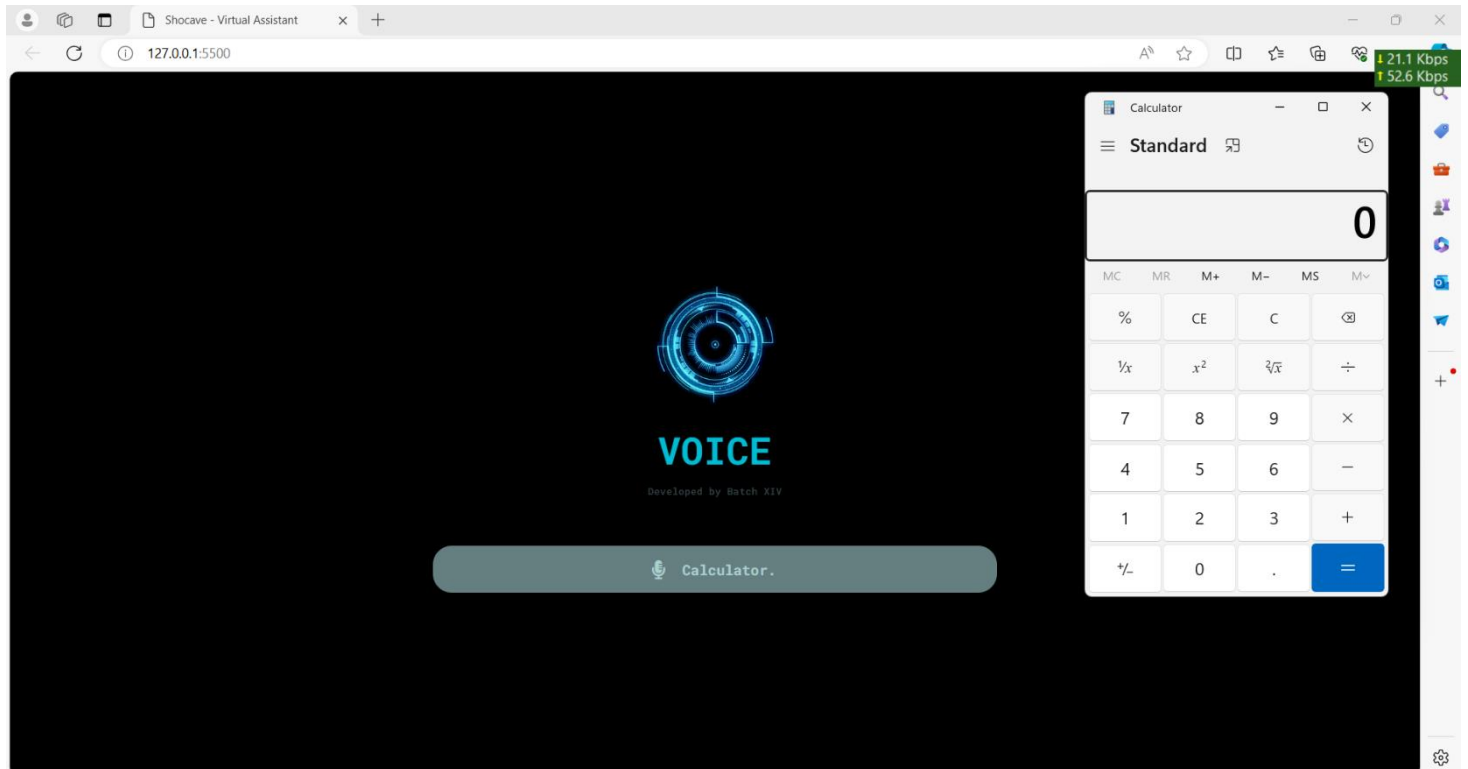 Shocave - Virtual Assistant
127.0.0.1:5500
↓ 21.1 Kbps
↑ 52.6 Kbps
Calculator
Standard
0
MC MR M+ M- MS M
% CE C
¹/x x² ²√x ÷
7 8 9 ×
4 5 6 −
1 2 3 +
+/− 0 . =
VOICE
Developed by Batch XIV
Calculator.